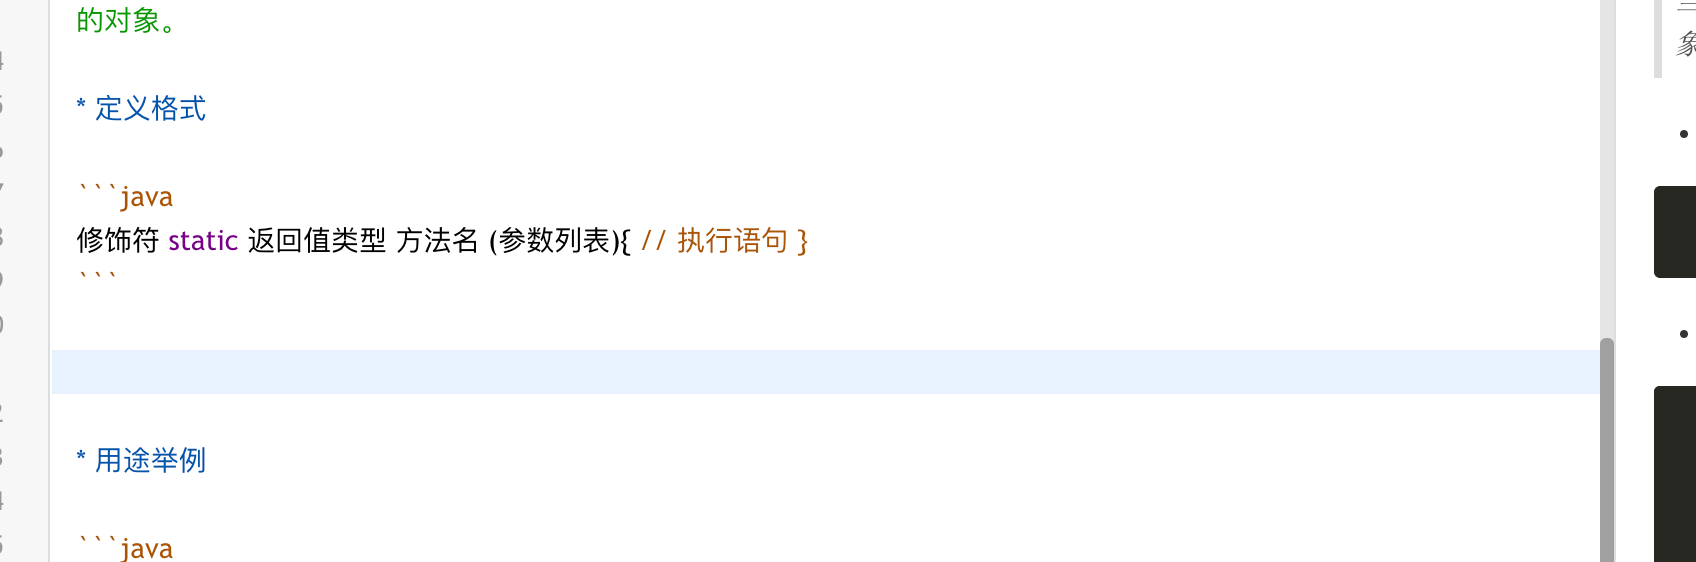 的对象。
* 定义格式
```java
修饰符 static 返回值类型 方法名 (参数列表){ // 执行语句 }
```
* 用途举例
```java
象